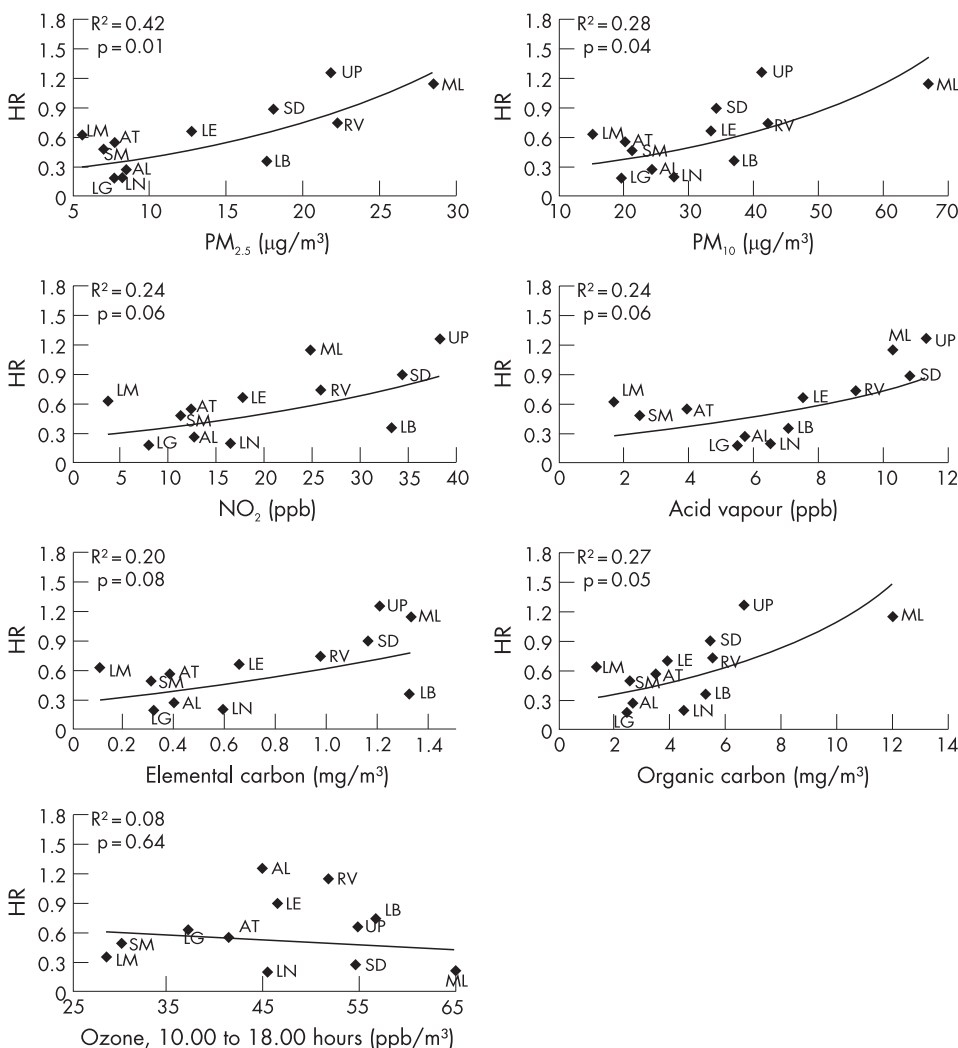 R² = 0.42
p = 0.01
HR
1.8
1.5
1.2
0.9
0.6
0.3
0
UP
ML
SD
RV
LM
AT
LE
SM
LB
AL
LG
LN
5 10 15 20 25 30
PM2.5 (µg/m³)
R² = 0.28
p = 0.04
HR
1.8
1.5
1.2
0.9
0.6
0.3
0
UP
ML
SD
RV
LM
AT
LE
SM
LB
AL
LG
LN
10 20 30 40 50 60 70
PM10 (µg/m³)
R² = 0.24
p = 0.06
HR
1.8
1.5
1.2
0.9
0.6
0.3
0
UP
ML
SD
RV
LM
LE
AT
SM
LB
AL
LG
LN
0 5 10 15 20 25 30 35 40
NO2 (ppb)
R² = 0.24
p = 0.06
HR
1.8
1.5
1.2
0.9
0.6
0.3
0
ML
UP
SD
RV
LM
LE
AT
SM
LB
AL
LG
LN
0 2 4 6 8 10 12
Acid vapour (ppb)
R² = 0.20
p = 0.08
HR
1.8
1.5
1.2
0.9
0.6
0.3
0
UP
ML
SD
RV
LM
AT
LE
SM
LB
AL
LG
LN
0 0.2 0.4 0.6 0.8 1.0 1.2 1.4
Elemental carbon (mg/m³)
R² = 0.27
p = 0.05
HR
1.8
1.5
1.2
0.9
0.6
0.3
0
UP
ML
SD
LE
RV
LM
AT
SM
LB
AL
LG
LN
0 2 4 6 8 10 12 14
Organic carbon (mg/m³)
R² = 0.08
p = 0.64
HR
1.8
1.5
1.2
0.9
0.6
0.3
0
AL
RV
LE
LB
AT
UP
LG
SM
LM
LN
SD
ML
25 35 45 55 65
Ozone, 10.00 to 18.00 hours (ppb/m³)